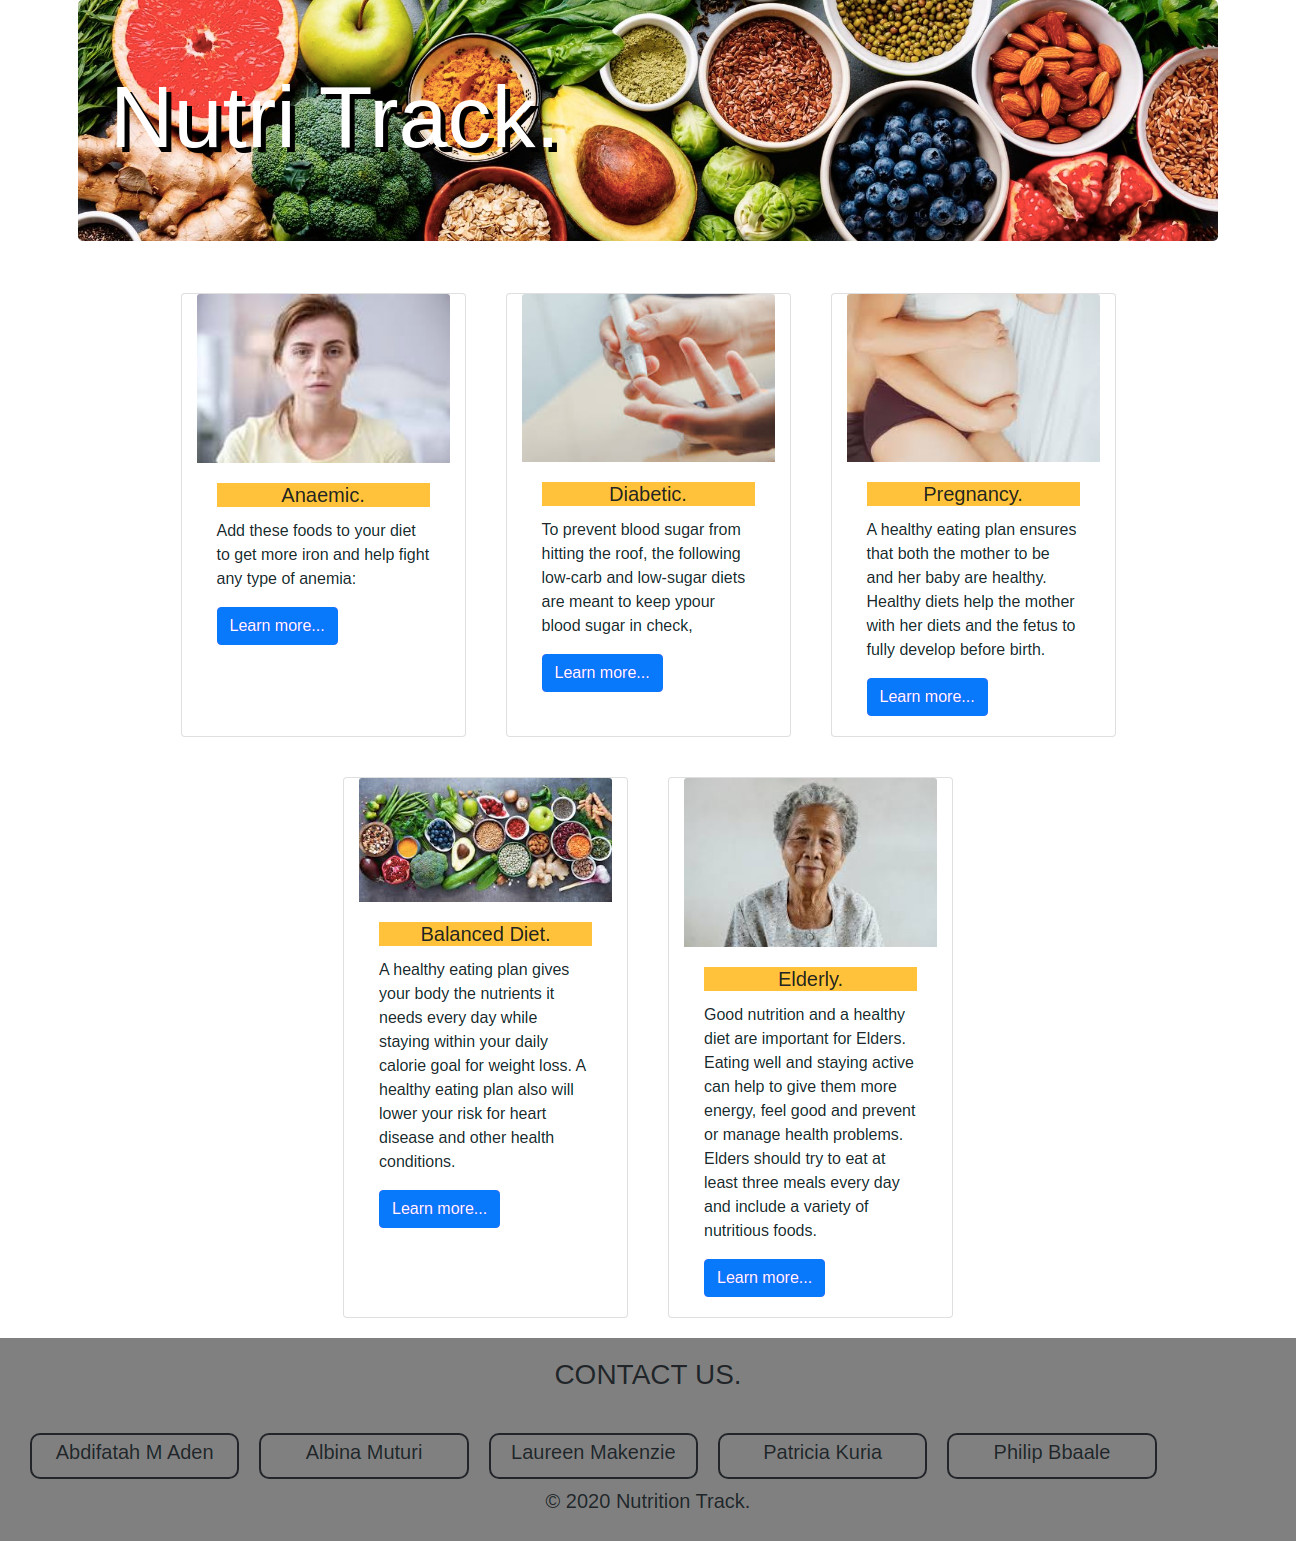 Nutri Track.
Anaemic.
Add these foods to your diet
to get more iron and help fight
any type of anemia:
Learn more...
Diabetic.
To prevent blood sugar from
hitting the roof, the following
low-carb and low-sugar diets
are meant to keep ypour
blood sugar in check,
Learn more...
Pregnancy.
A healthy eating plan ensures
that both the mother to be
and her baby are healthy.
Healthy diets help the mother
with her diets and the fetus to
fully develop before birth.
Learn more...
Balanced Diet.
A healthy eating plan gives
your body the nutrients it
needs every day while
staying within your daily
calorie goal for weight loss. A
healthy eating plan also will
lower your risk for heart
disease and other health
conditions.
Learn more...
Elderly.
Good nutrition and a healthy
diet are important for Elders.
Eating well and staying active
can help to give them more
energy, feel good and prevent
or manage health problems.
Elders should try to eat at
least three meals every day
and include a variety of
nutritious foods.
Learn more...
CONTACT US.
Abdifatah M Aden
Albina Muturi
Laureen Makenzie
Patricia Kuria
Philip Bbaale
© 2020 Nutrition Track.